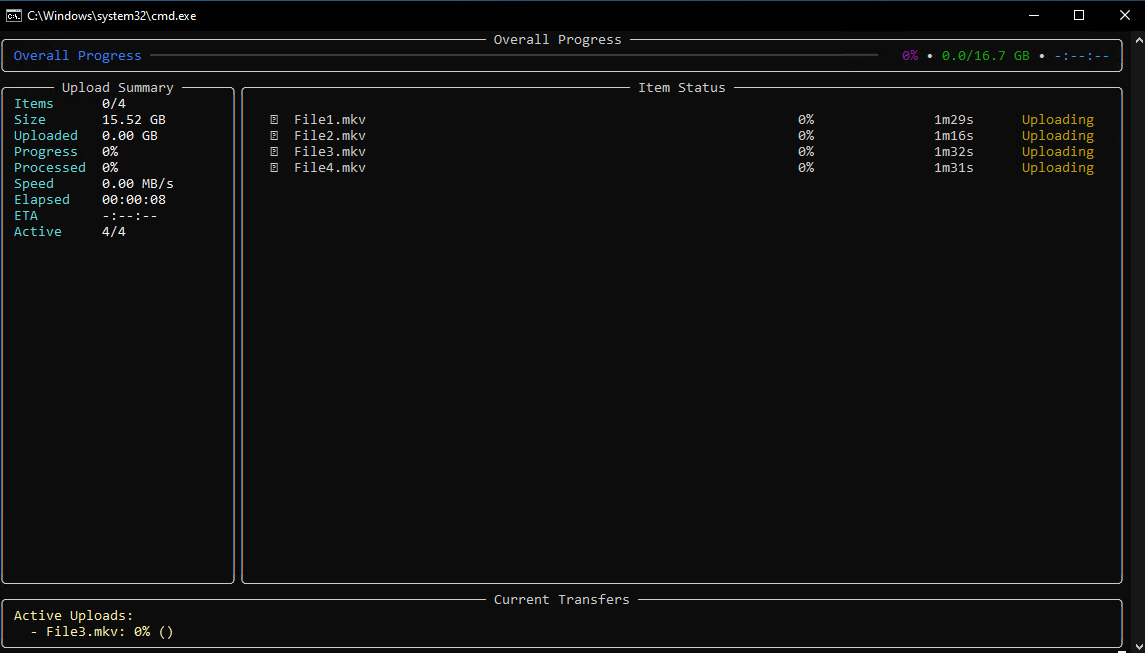 C:\Windows\system32\cmd.exe
Overall Progress
Overall Progress 0% • 0.0/16.7 GB • -:--:--
Upload Summary
Items 0/4
Size 15.52 GB
Uploaded 0.00 GB
Progress 0%
Processed 0%
Speed 0.00 MB/s
Elapsed 00:00:08
ETA -:--:--
Active 4/4
Item Status
File1.mkv 0% 1m29s Uploading
File2.mkv 0% 1m16s Uploading
File3.mkv 0% 1m32s Uploading
File4.mkv 0% 1m31s Uploading
Current Transfers
Active Uploads:
- File3.mkv: 0% ()